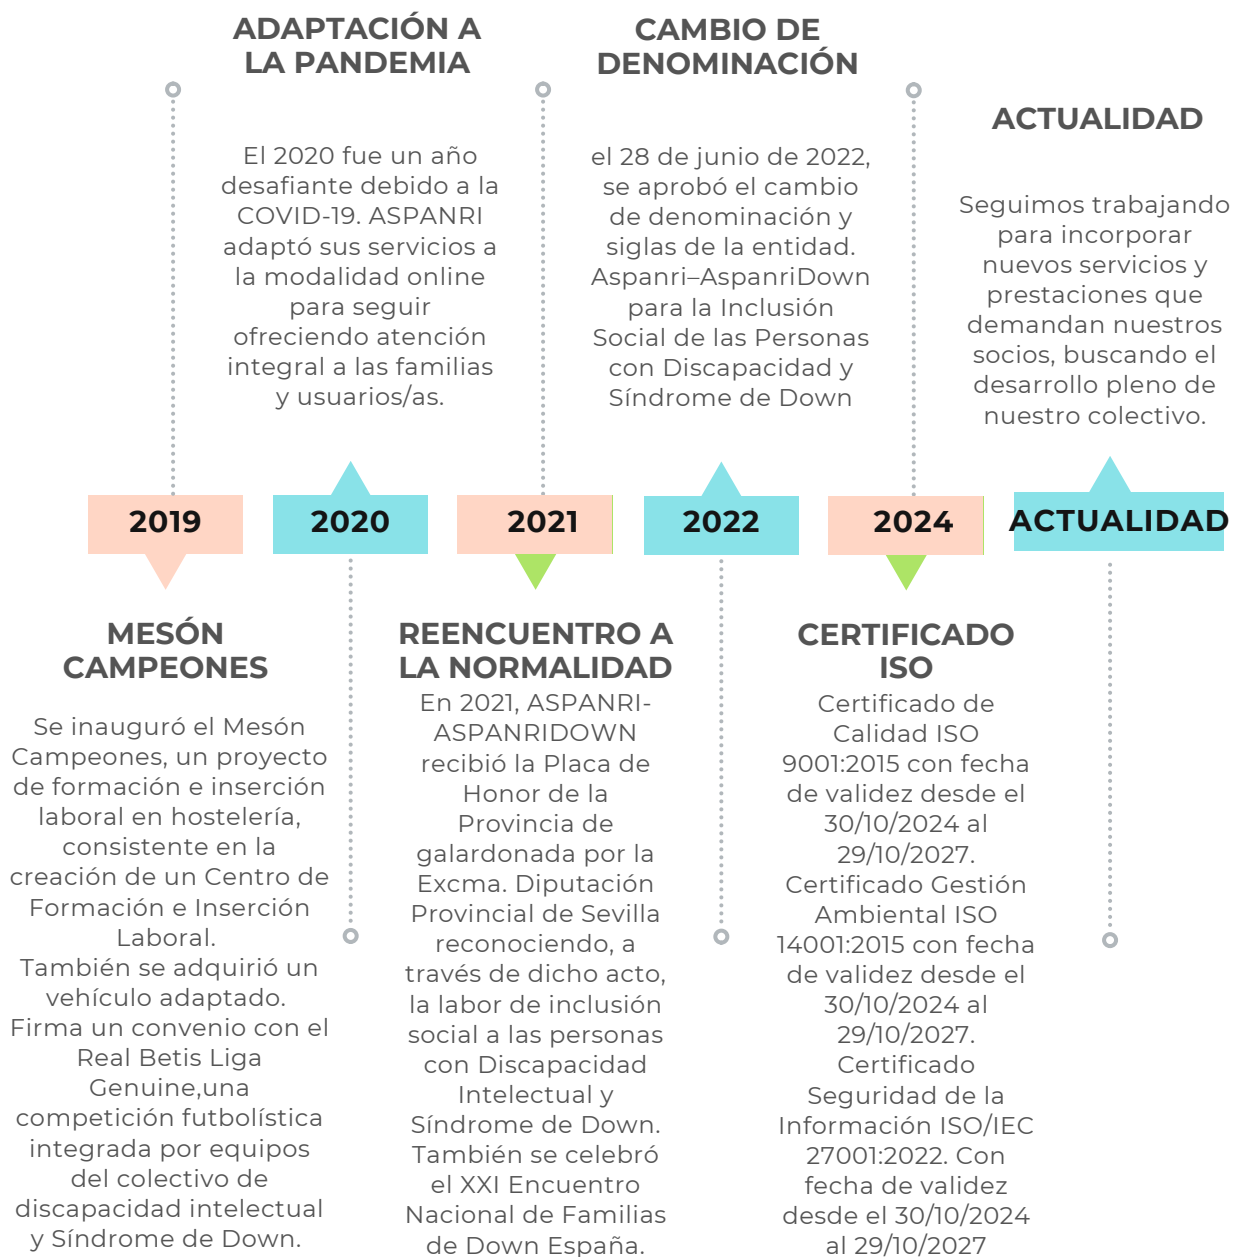 ADAPTACIÓN A
LA PANDEMIA
El 2020 fue un año
desafiante debido a la
COVID-19. ASPANRI
adaptó sus servicios a
la modalidad online
para seguir
ofreciendo atención
integral a las familias
y usuarios/as.
CAMBIO DE
DENOMINACIÓN
el 28 de junio de 2022,
se aprobó el cambio
de denominación y
siglas de la entidad.
Aspanri–AspanriDown
para la Inclusión
Social de las Personas
con Discapacidad y
Síndrome de Down
ACTUALIDAD
Seguimos trabajando
para incorporar
nuevos servicios y
prestaciones que
demandan nuestros
socios, buscando el
desarrollo pleno de
nuestro colectivo.
2019
2020
2021
2022
2024
ACTUALIDAD
MESÓN
CAMPEONES
Se inauguró el Mesón
Campeones, un proyecto
de formación e inserción
laboral en hostelería,
consistente en la
creación de un Centro de
Formación e Inserción
Laboral.
También se adquirió un
vehículo adaptado.
Firma un convenio con el
Real Betis Liga
Genuine,una
competición futbolística
integrada por equipos
del colectivo de
discapacidad intelectual
y Síndrome de Down.
REENCUENTRO A
LA NORMALIDAD
En 2021, ASPANRI-
ASPANRIDOWN
recibió la Placa de
Honor de la
Provincia de
galardonada por la
Excma. Diputación
Provincial de Sevilla
reconociendo, a
través de dicho acto,
la labor de inclusión
social a las personas
con Discapacidad
Intelectual y
Síndrome de Down.
También se celebró
el XXI Encuentro
Nacional de Familias
de Down España.
CERTIFICADO
ISO
Certificado de
Calidad ISO
9001:2015 con fecha
de validez desde el
30/10/2024 al
29/10/2027.
Certificado Gestión
Ambiental ISO
14001:2015 con fecha
de validez desde el
30/10/2024 al
29/10/2027.
Certificado
Seguridad de la
Información ISO/IEC
27001:2022. Con
fecha de validez
desde el 30/10/2024
al 29/10/2027